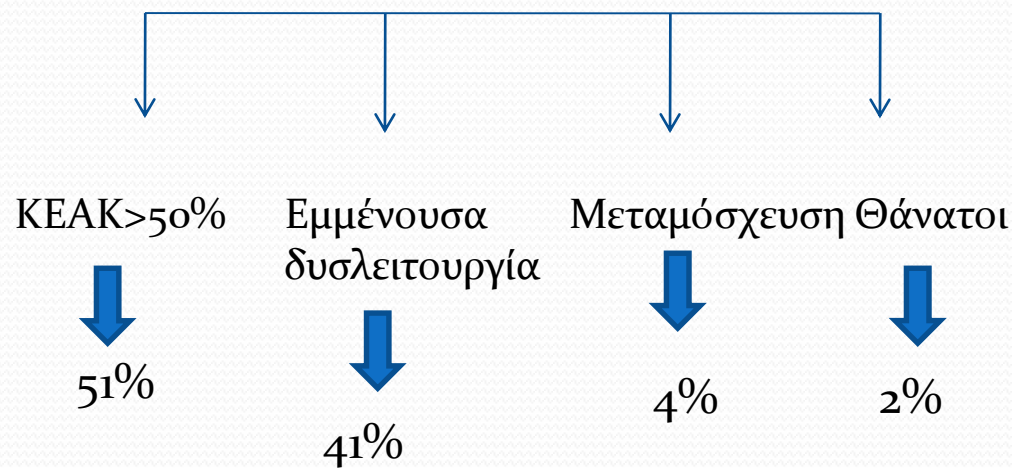 ΚΕΑΚ>50%
Εμμένουσα
δυσλειτουργία
Μεταμόσχευση
Θάνατοι
51%
41%
4%
2%